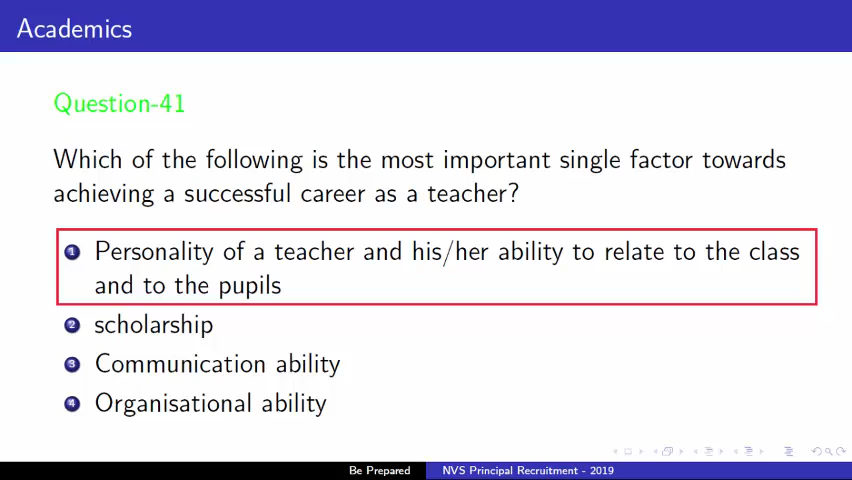 Academics
Question-41
Which of the following is the most important single factor towards
achieving a successful career as a teacher?
1 Personality of a teacher and his/her ability to relate to the class
and to the pupils
2 scholarship
3 Communication ability
4 Organisational ability
Be Prepared NVS Principal Recruitment - 2019